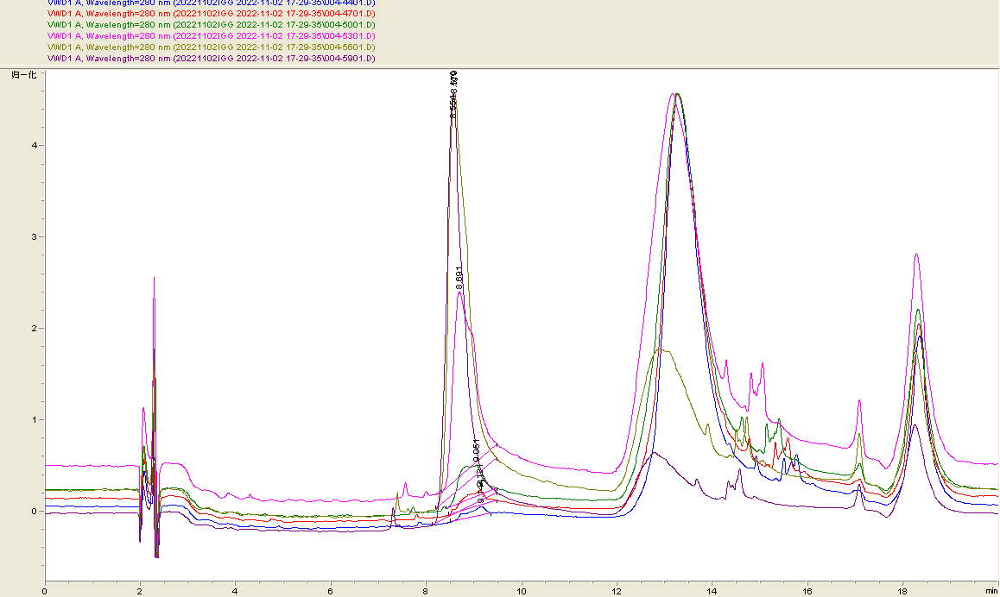 VWD1 A, Wavelength=280 nm (20221102IGG 2022-11-02 17-29-35\004-4401.D)
VWD1 A, Wavelength=280 nm (20221102IGG 2022-11-02 17-29-35\004-4701.D)
VWD1 A, Wavelength=280 nm (20221102IGG 2022-11-02 17-29-35\004-5001.D)
VWD1 A, Wavelength=280 nm (20221102IGG 2022-11-02 17-29-35\004-5301.D)
VWD1 A, Wavelength=280 nm (20221102IGG 2022-11-02 17-29-35\004-5601.D)
VWD1 A, Wavelength=280 nm (20221102IGG 2022-11-02 17-29-35\004-5901.D)
归一化
4
3
8.691
2
1
9.051
0
0 2 4 6 8 10 12 14 16 18 min